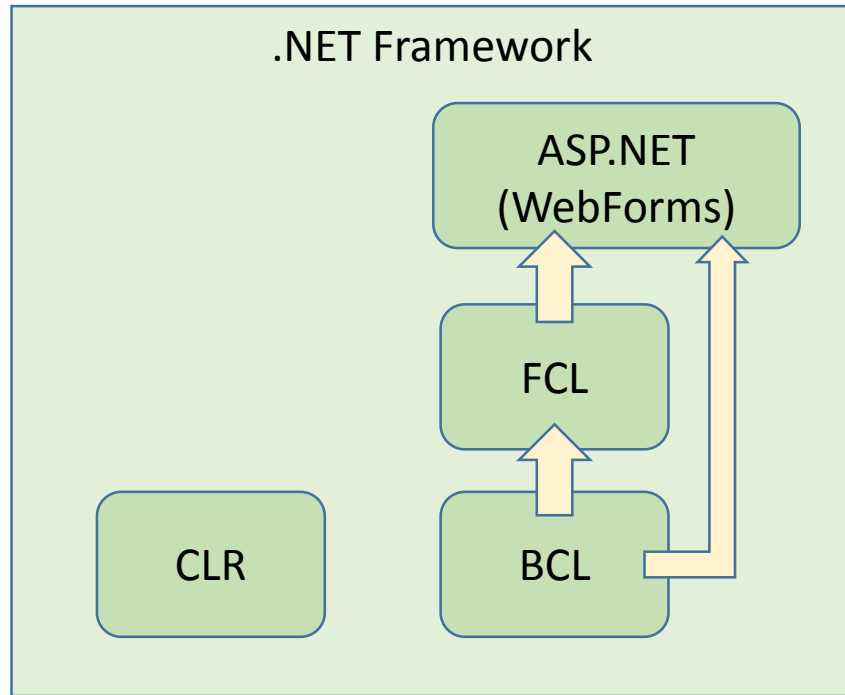 .NET Framework
ASP.NET
(WebForms)
FCL
CLR
BCL